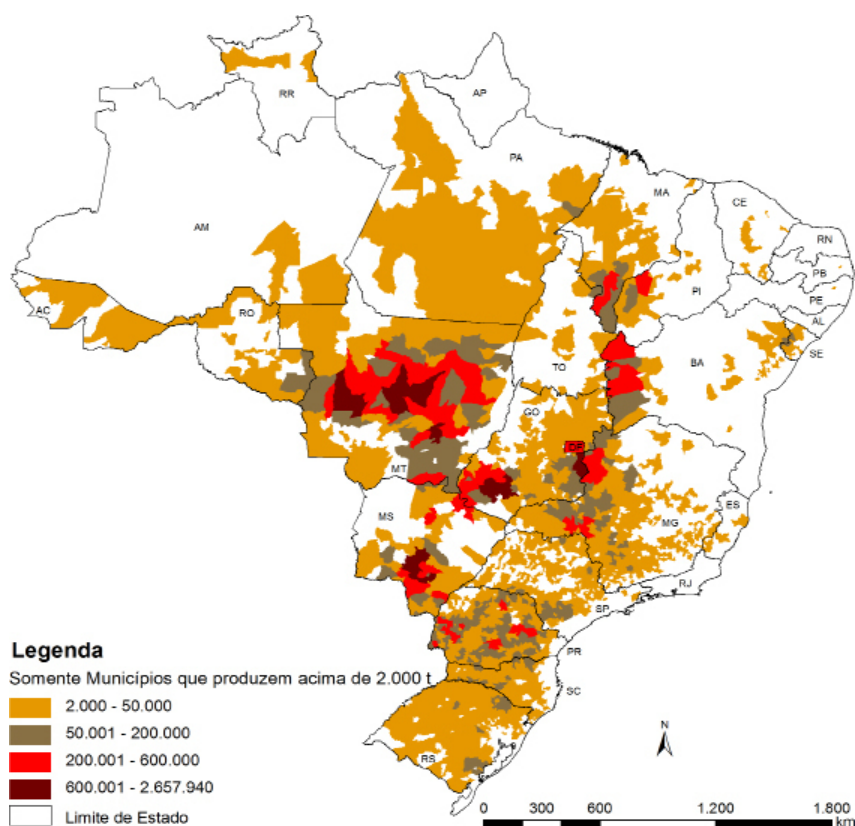 RR
AP
AM
PA
MA
CE
RN
PB
PE
AL
SE
PI
AC
RO
TO
BA
GO
DF
MT
MS
MG
ES
RJ
SP
PR
SC
RS
Legenda
Somente Municípios que produzem acima de 2.000 t
2.000 - 50.000
50.001 - 200.000
200.001 - 600.000
600.001 - 2.657.940
Limite de Estado
N
0 300 600 1.200 1.800
km